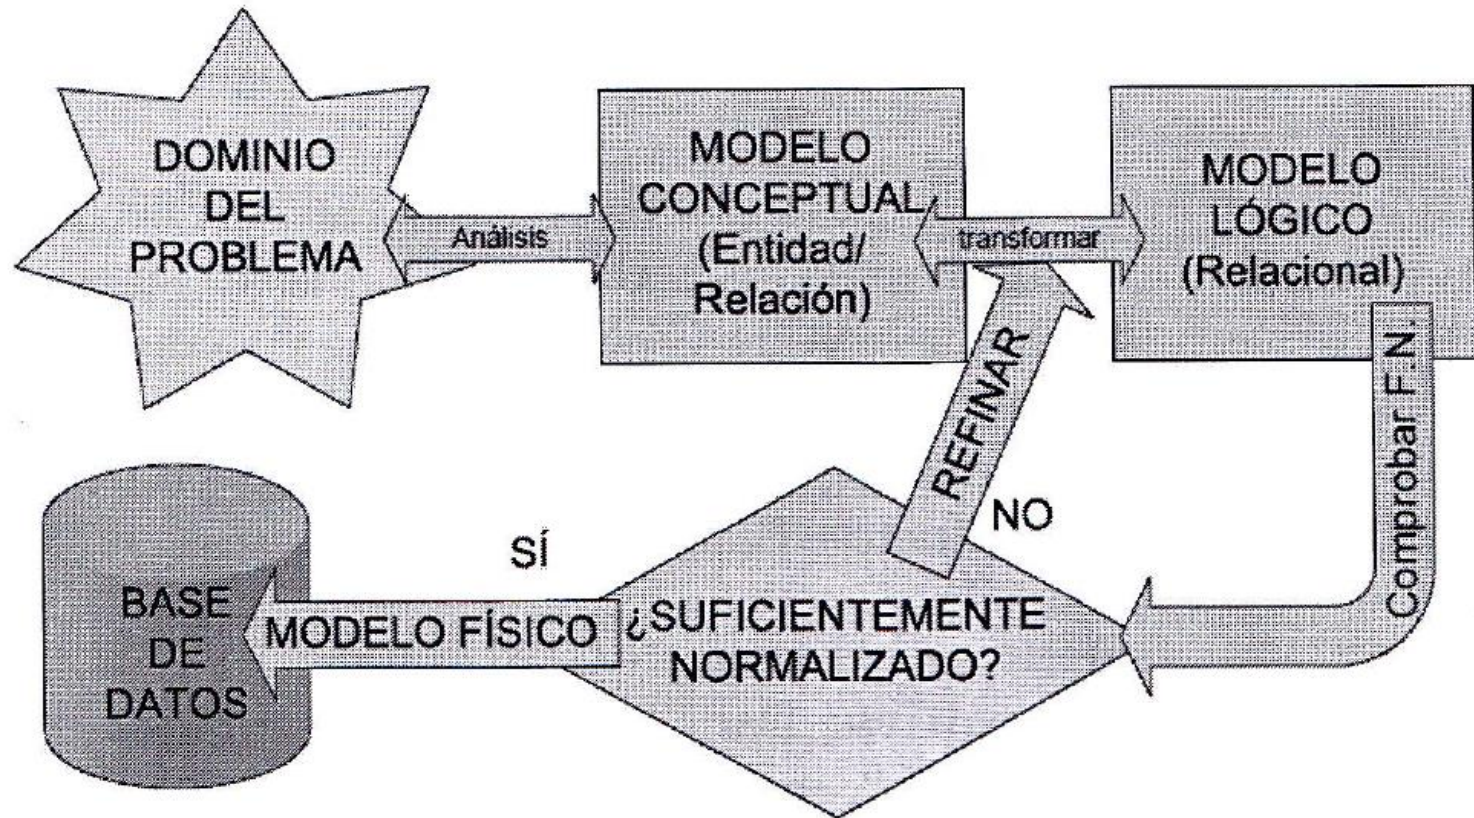 DOMINIO
DEL
PROBLEMA
Análisis
MODELO
CONCEPTUAL
(Entidad/
Relación)
transformar
MODELO
LÓGICO
(Relacional)
Comprobar F.N.
REFINAR
NO
¿SUFICIENTEMENTE
NORMALIZADO?
SÍ
MODELO FÍSICO
BASE
DE
DATOS